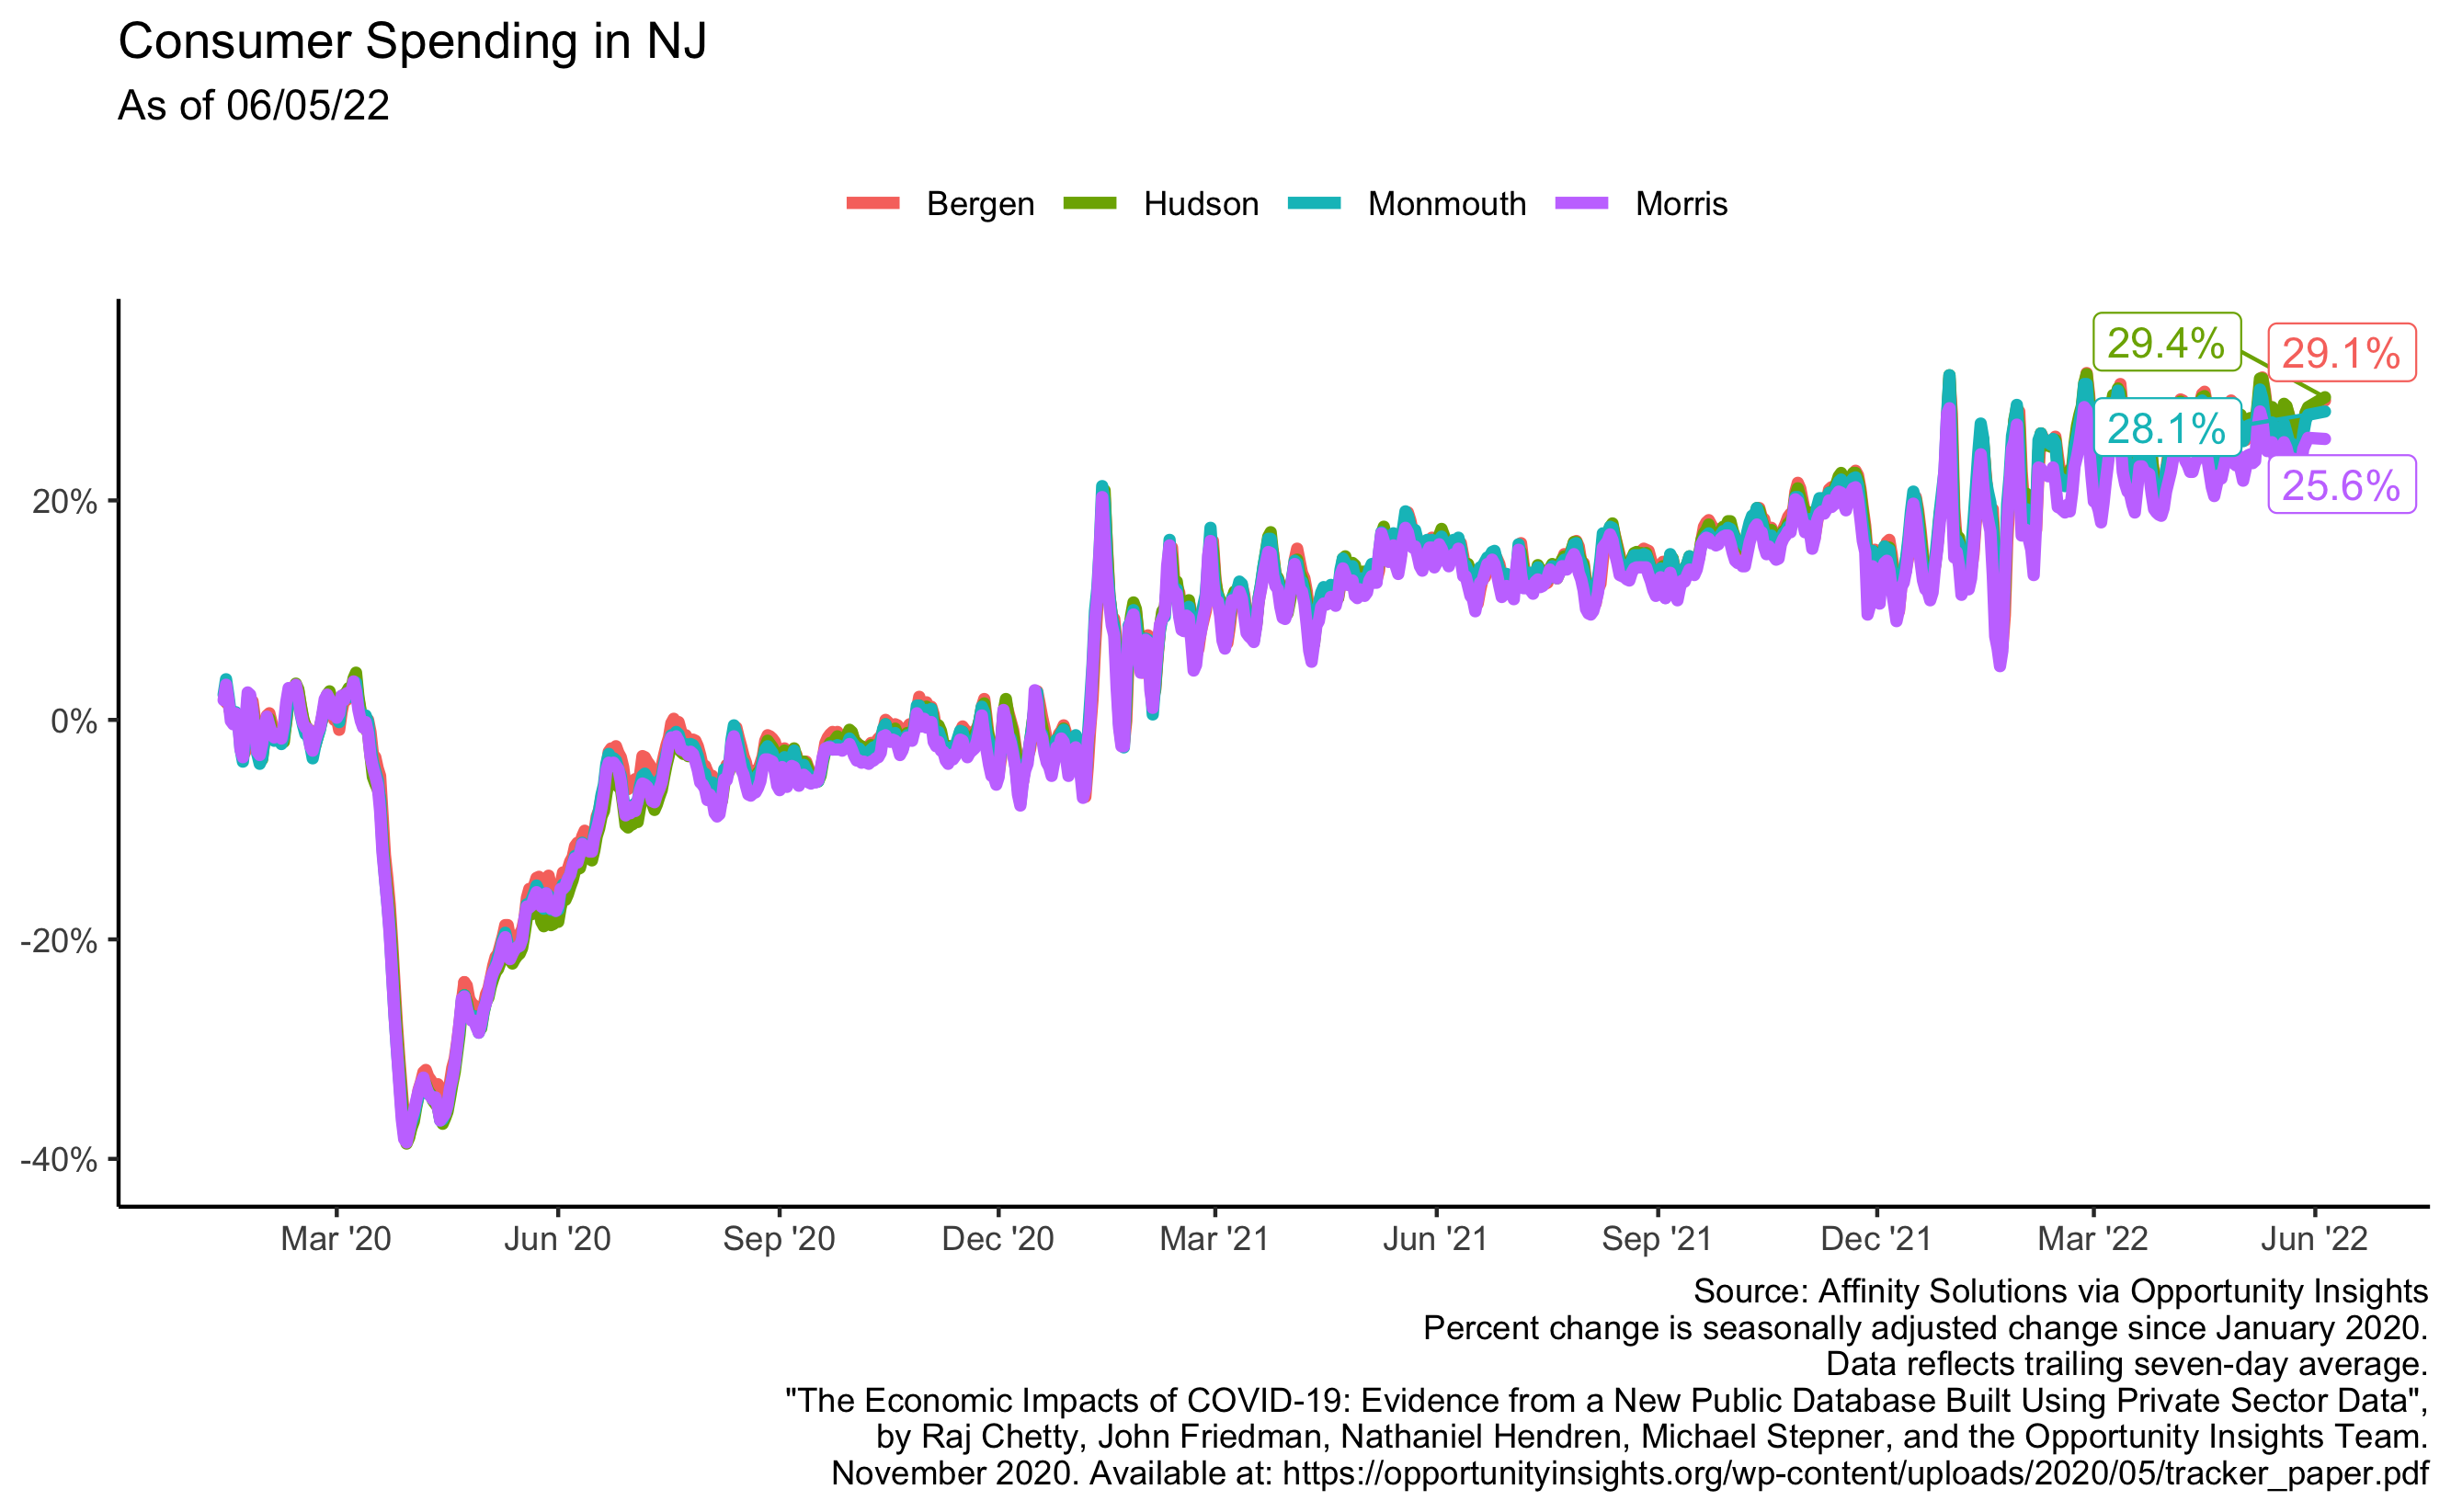 Consumer Spending in NJ
As of 06/05/22
Bergen Hudson Monmouth Morris
29.4%
29.1%
28.1%
25.6%
20%
0%
-20%
-40%
Mar '20 Jun '20 Sep '20 Dec '20 Mar '21 Jun '21 Sep '21 Dec '21 Mar '22 Jun '22
Source: Affinity Solutions via Opportunity Insights
Percent change is seasonally adjusted change since January 2020.
Data reflects trailing seven-day average.
"The Economic Impacts of COVID-19: Evidence from a New Public Database Built Using Private Sector Data",
by Raj Chetty, John Friedman, Nathaniel Hendren, Michael Stepner, and the Opportunity Insights Team.
November 2020. Available at: https://opportunityinsights.org/wp-content/uploads/2020/05/tracker_paper.pdf